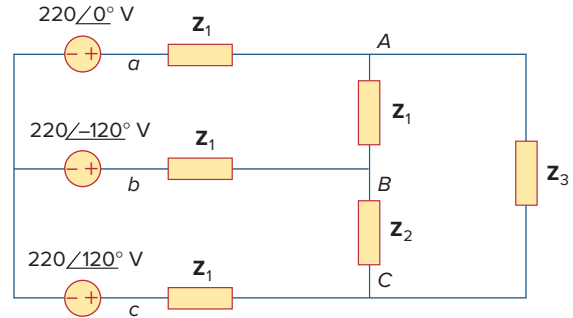 220/0° V
Z₁
a
A
Z₁
220/–120° V
Z₁
b
B
Z₃
Z₂
220/120° V
Z₁
c
C
– +
– +
– +